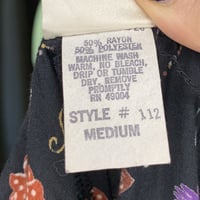 50% RAYON
50% POLYESTER
MACHINE WASH
WARM, NO BLEACH,
DRIP OR TUMBLE
DRY, REMOVE
PROMPTLY
RN 49004
STYLE # 112
MEDIUM